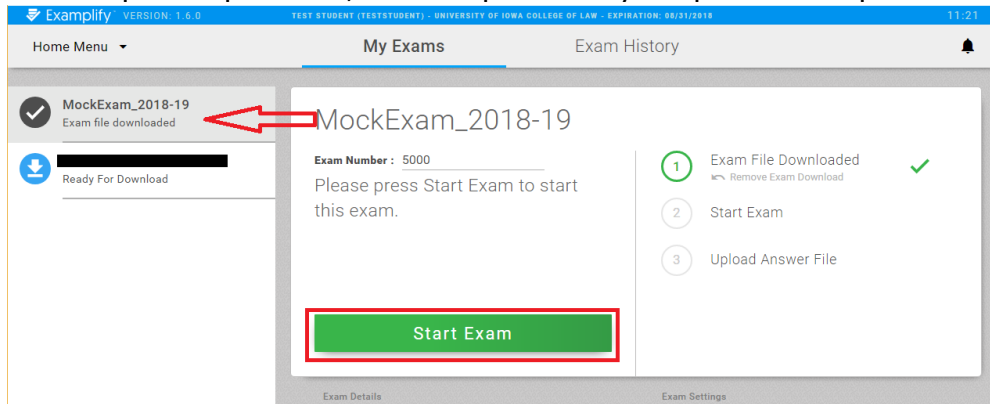 Examplify VERSION: 1.6.0
TEST STUDENT (TESTSTUDENT) - UNIVERSITY OF IOWA COLLEGE OF LAW - EXPIRATION: 08/31/2018
11:21
Home Menu
My Exams
Exam History
MockExam_2018-19
Exam file downloaded
Ready For Download
MockExam_2018-19
Exam Number : 5000
Please press Start Exam to start
this exam.
Start Exam
1 Exam File Downloaded
Remove Exam Download
2 Start Exam
3 Upload Answer File
Exam Details
Exam Settings